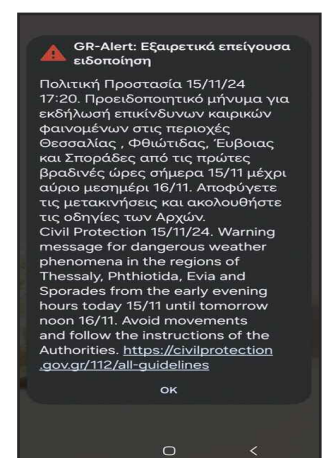 GR-Alert: Εξαιρετικά επείγουσα
ειδοποίηση
Πολιτική Προστασία 15/11/24
17:20. Προειδοποιητικό μήνυμα για
εκδήλωσή επικίνδυνων καιρικών
φαινομένων στις περιοχές
Θεσσαλίας , Φθιώτιδας, Έυβοιας
και Σποράδες από τις πρώτες
βραδινές ώρες σήμερα 15/11 μέχρι
αύριο μεσημέρι 16/11. Αποφύγετε
τις μετακινήσεις και ακολουθήστε
τις οδηγίες των Αρχών.
Civil Protection 15/11/24. Warning
message for dangerous weather
phenomena in the regions of
Thessaly, Phthiotida, Evia and
Sporades from the early evening
hours today 15/11 until tomorrow
noon 16/11. Avoid movements
and follow the instructions of the
Authorities. https://civilprotection
.gov.gr/112/all-guidelines
OK